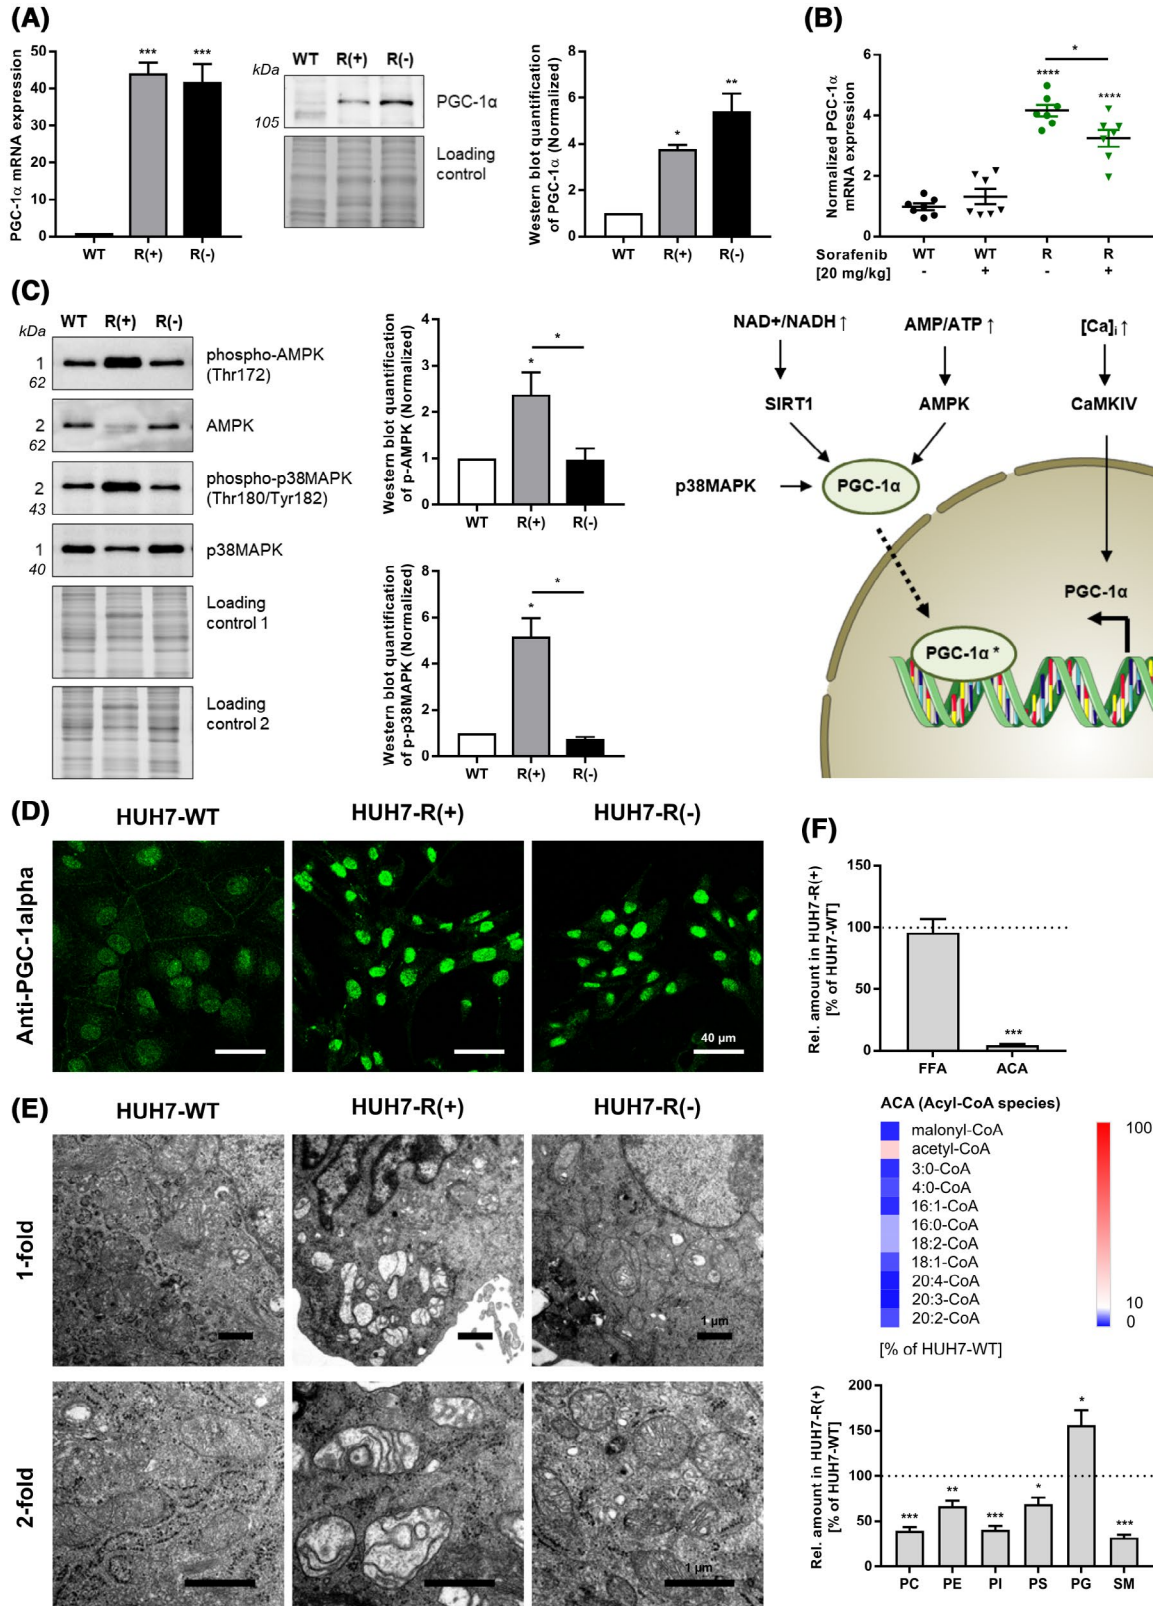 (A)
PGC-1α mRNA expression
50
40
30
20
10
0
***
***
WT
R(+)
R(-)
kDa
WT
R(+)
R(-)
105
PGC-1α
Loading
control
Western blot quantification
of PGC-1α (Normalized)
8
6
4
2
0
*
**
WT
R(+)
R(-)
(B)
Normalized PGC-1α
mRNA expression
6
4
2
0
****
*
****
Sorafenib WT WT R R
[20 mg/kg] - + - +
(C)
WT R(+) R(-)
kDa
1
62
phospho-AMPK
(Thr172)
2
62
AMPK
2
43
phospho-p38MAPK
(Thr180/Tyr182)
1
40
p38MAPK
Loading
control 1
Loading
control 2
Western blot quantification
of p-AMPK (Normalized)
4
3
2
1
0
*
*
WT
R(+)
R(-)
Western blot quantification
of p-p38MAPK (Normalized)
8
6
4
2
0
*
*
WT
R(+)
R(-)
NAD+/NADH↑
AMP/ATP↑
[Ca]i↑
SIRT1
AMPK
CaMKIV
p38MAPK
PGC-1α
PGC-1α
PGC-1α *
(D)
HUH7-WT
HUH7-R(+)
HUH7-R(-)
Anti-PGC-1alpha
40 µm
(E)
HUH7-WT
HUH7-R(+)
HUH7-R(-)
1-fold
1 µm
2-fold
1 µm
(F)
Rel. amount in HUH7-R(+)
[% of HUH7-WT]
150
100
50
0
***
FFA
ACA
ACA (Acyl-CoA species)
malonyl-CoA
acetyl-CoA
3:0-CoA
4:0-CoA
16:1-CoA
16:0-CoA
18:2-CoA
18:1-CoA
20:4-CoA
20:3-CoA
20:2-CoA
100
10
0
[% of HUH7-WT]
Rel. amount in HUH7-R(+)
[% of HUH7-WT]
200
150
100
50
0
***
**
***
*
*
***
PC
PE
PI
PS
PG
SM